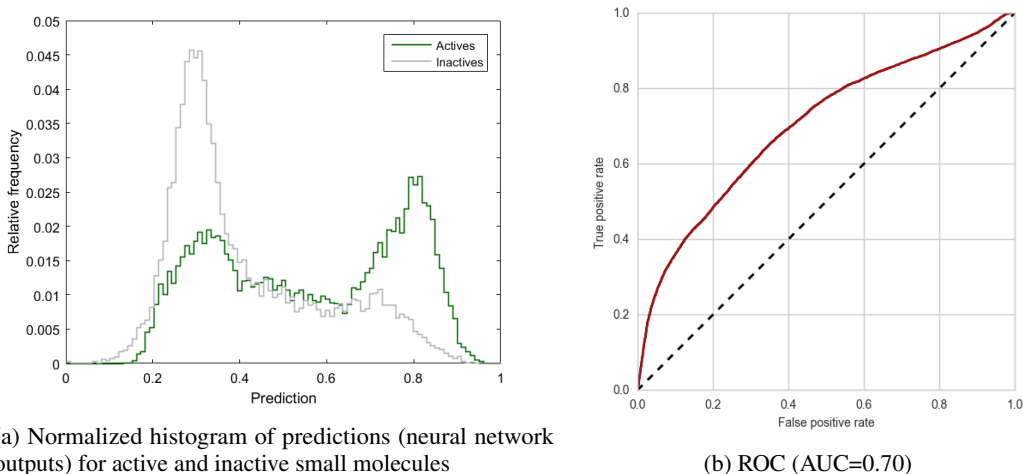 0.05
0.045
0.04
0.035
0.03
0.025
0.02
0.015
0.01
0.005
0
Relative frequency
Actives
Inactives
0 0.2 0.4 0.6 0.8 1
Prediction
a) Normalized histogram of predictions (neural network
outputs) for active and inactive small molecules
1.0
0.8
0.6
0.4
0.2
0.0
True positive rate
0.0 0.2 0.4 0.6 0.8 1.0
False positive rate
(b) ROC (AUC=0.70)